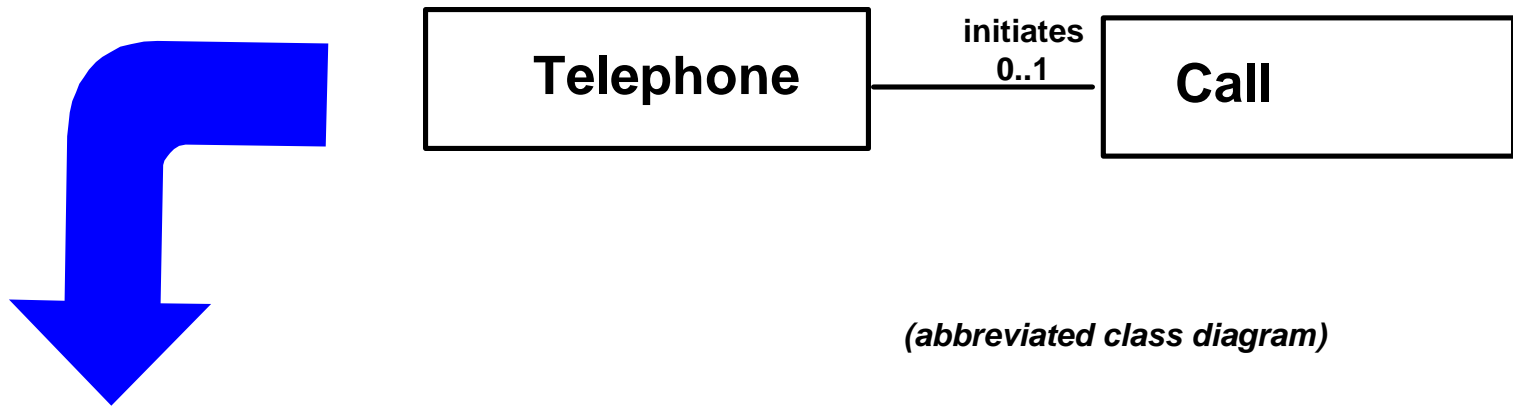 Telephone
initiates
0..1
Call
(abbreviated class diagram)